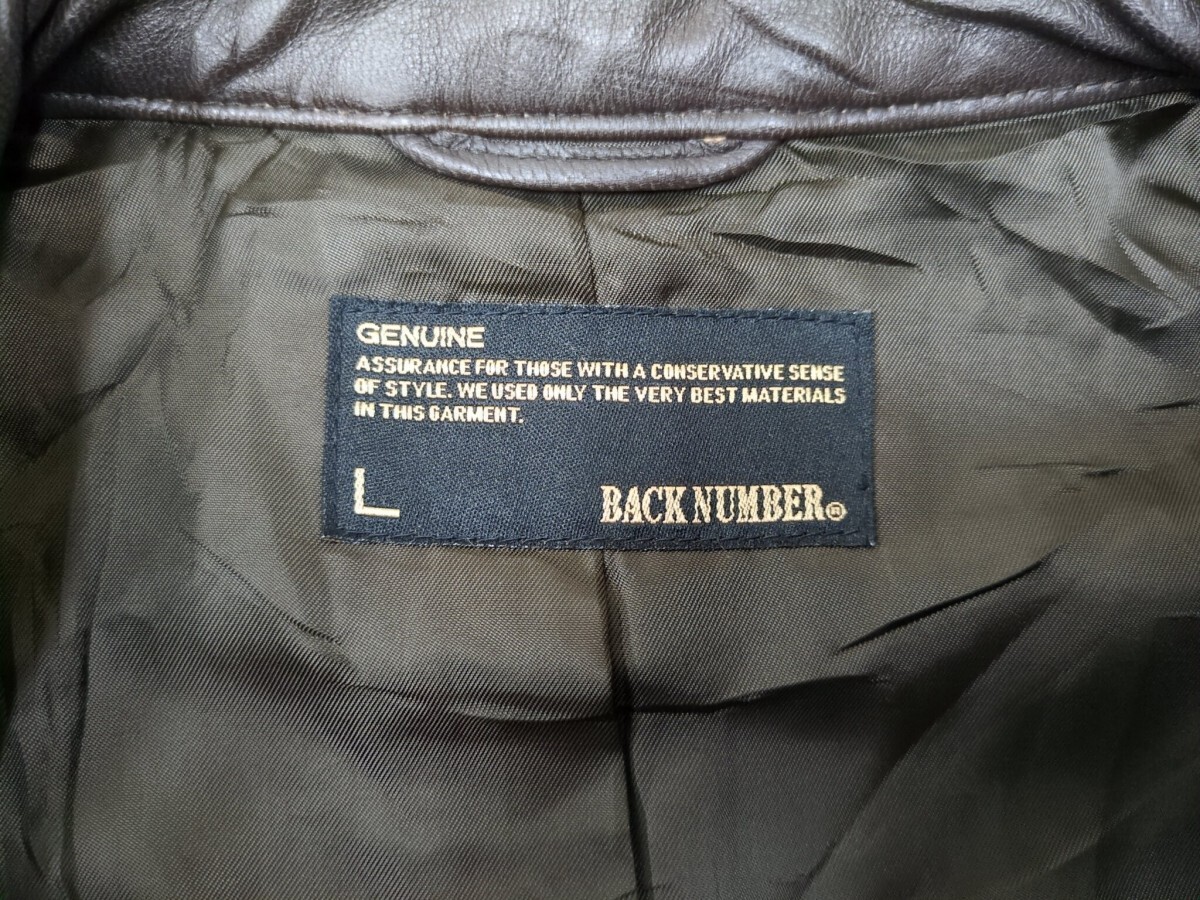 GENUINE
ASSURANCE FOR THOSE WITH A CONSERVATIVE SENSE
OF STYLE. WE USED ONLY THE VERY BEST MATERIALS
IN THIS GARMENT.
L
BACK NUMBER®